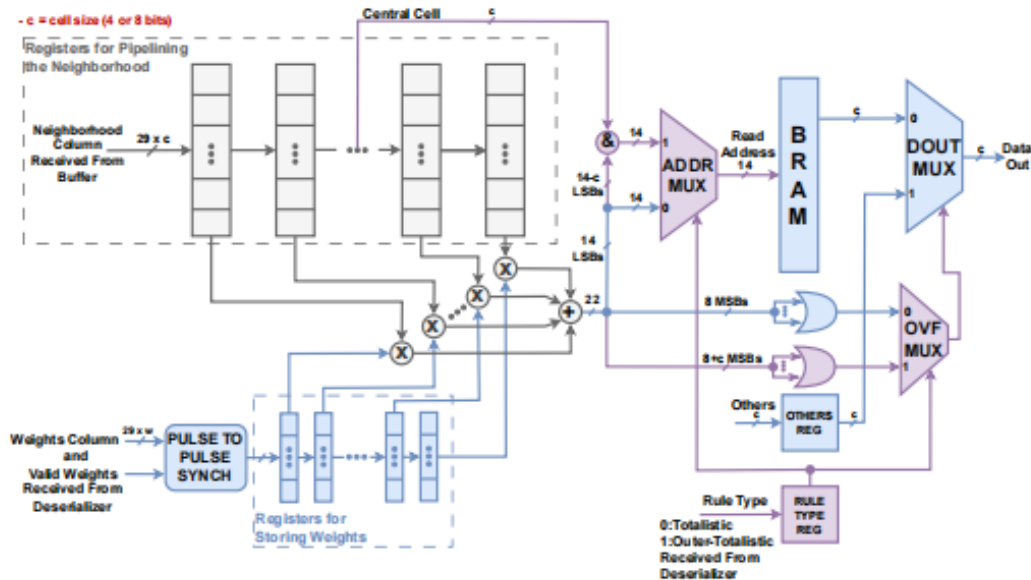 - c = cell size (4 or 8 bits)
Central Cell
c
Registers for Pipelining
the Neighborhood
Neighborhood
Column
Received From
Buffer
29 x c
&
14
1
14-c
LSBs
14
0
14
LSBs
ADDR
MUX
Read
Address
14
B
R
A
M
c
0
1
DOUT
MUX
c
Data
Out
X
X
X
X
+
22
8 MSBs
8+c MSBs
0
1
OVF
MUX
Others
c
OTHERS
REG
c
29 x w
Weights Column
and
Valid Weights
Received From
Deserializer
PULSE TO
PULSE
SYNCH
Registers for
Storing Weights
Rule Type
RULE
TYPE
REG
0:Totalistic
1:Outer-Totalistic
Received From
Deserializer